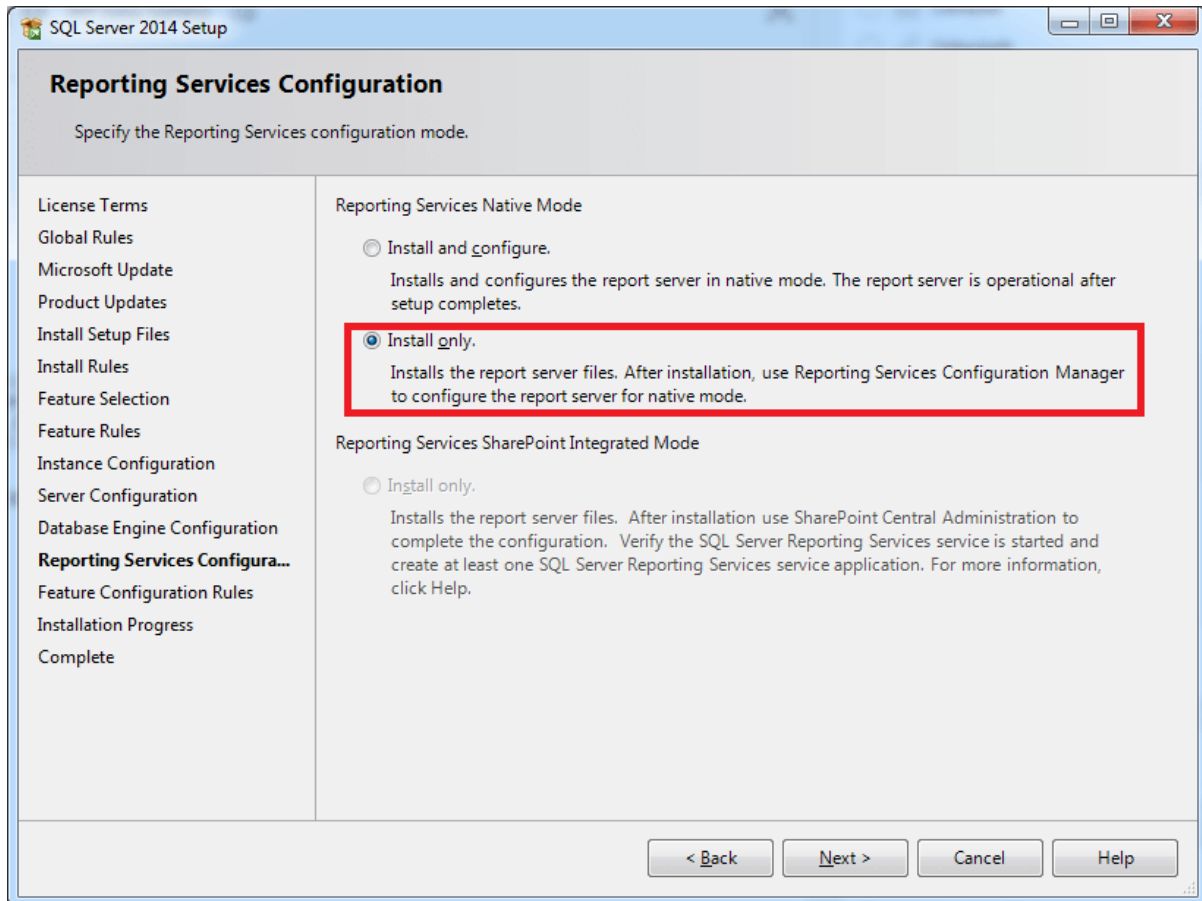 SQL Server 2014 Setup
Reporting Services Configuration
Specify the Reporting Services configuration mode.
License Terms
Global Rules
Microsoft Update
Product Updates
Install Setup Files
Install Rules
Feature Selection
Feature Rules
Instance Configuration
Server Configuration
Database Engine Configuration
Reporting Services Configura...
Feature Configuration Rules
Installation Progress
Complete
Reporting Services Native Mode
Install and configure.
Installs and configures the report server in native mode. The report server is operational after
setup completes.
Install only.
Installs the report server files. After installation, use Reporting Services Configuration Manager
to configure the report server for native mode.
Reporting Services SharePoint Integrated Mode
Install only.
Installs the report server files. After installation use SharePoint Central Administration to
complete the configuration. Verify the SQL Server Reporting Services service is started and
create at least one SQL Server Reporting Services service application. For more information,
click Help.
< Back
Next >
Cancel
Help